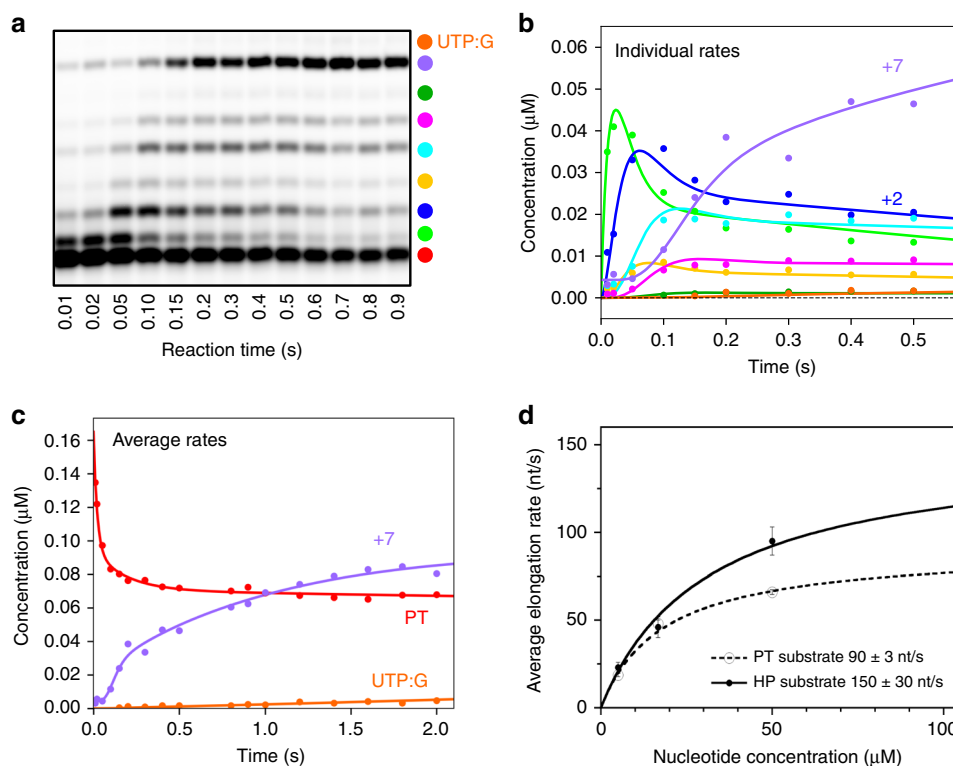 a
UTP:G
0.01 0.02 0.05 0.10 0.15 0.2 0.3 0.4 0.5 0.6 0.7 0.8 0.9
Reaction time (s)
b
Individual rates
+7
+2
0.06
0.05
0.04
0.03
0.02
0.01
0.00
Concentration (μM)
0.0 0.1 0.2 0.3 0.4 0.5
Time (s)
c
Average rates
+7
PT
UTP:G
0.16
0.14
0.12
0.10
0.08
0.06
0.04
0.02
0.00
Concentration (μM)
0.0 0.5 1.0 1.5 2.0
Time (s)
d
150
100
50
0
Average elongation rate (nt/s)
PT substrate 90 ± 3 nt/s
HP substrate 150 ± 30 nt/s
0 50 100
Nucleotide concentration (μM)